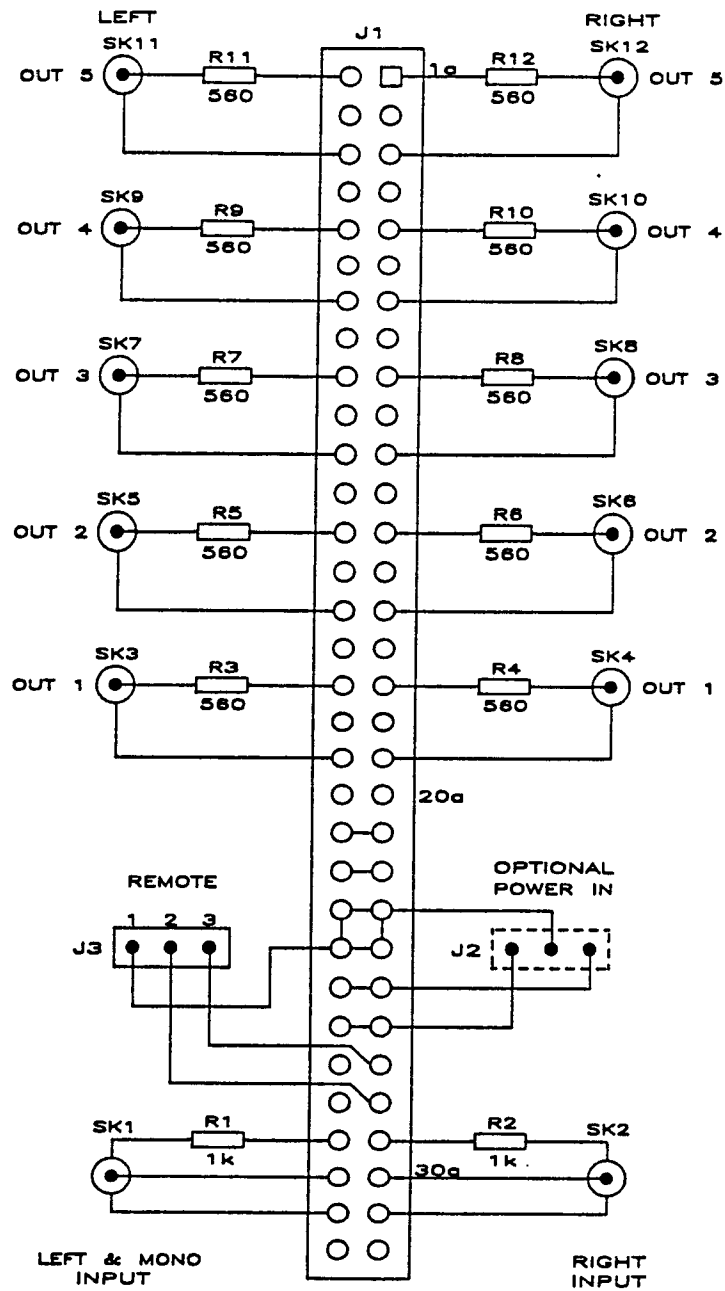 LEFT RIGHT
SK11 J1 SK12
R11 1a R12
OUT 5 OUT 5
560 560
SK9 SK10
R9 R10
OUT 4 OUT 4
560 560
SK7 SK8
R7 R8
OUT 3 OUT 3
560 560
SK5 SK6
R5 R6
OUT 2 OUT 2
560 560
SK3 SK4
R3 R4
OUT 1 OUT 1
560 560
20a
REMOTE
OPTIONAL
POWER IN
1 2 3
J3 J2
SK1 R1 R2 SK2
1k 1k
30a
LEFT & MONO
INPUT
RIGHT
INPUT